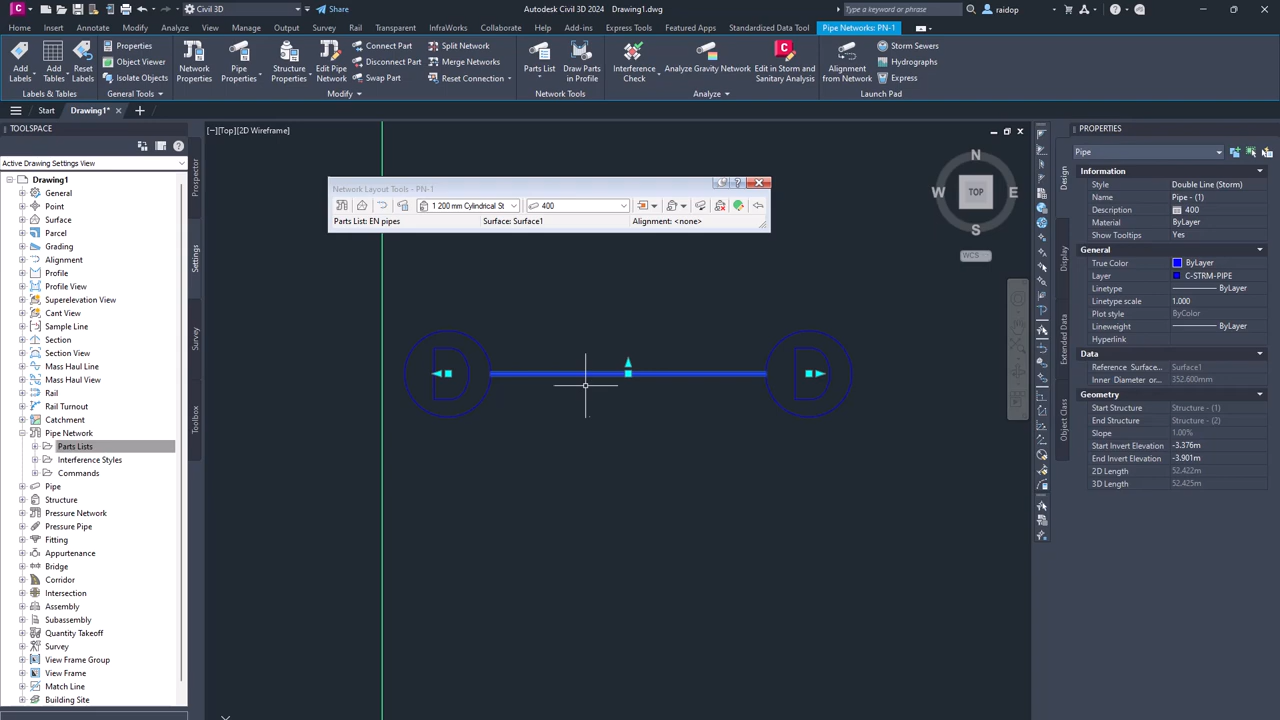 C
Civil 3D
Share
Autodesk Civil 3D 2024 Drawing1.dwg
Type a keyword or phrase
raidop
Home Insert Annotate Modify Analyze View Manage Output Survey Rail Transparent InfraWorks Collaborate Help Add-ins Express Tools Featured Apps Standardized Data Tool Pipe Networks: PN-1
Add Labels
Add Tables
Reset Labels
Properties
Object Viewer
Isolate Objects
Labels & Tables
General Tools
Network Properties
Pipe Properties
Structure Properties
Edit Pipe Network
Connect Part
Disconnect Part
Swap Part
Split Network
Merge Networks
Reset Connection
Modify
Parts List
Draw Parts in Profile
Network Tools
Interference Check
Analyze Gravity Network
Edit in Storm and Sanitary Analysis
Analyze
Alignment from Network
Storm Sewers
Hydrographs
Express
Launch Pad
Start Drawing1*
TOOLSPACE
Active Drawing Settings View
Drawing1
General
Point
Surface
Parcel
Grading
Alignment
Profile
Profile View
Superelevation View
Cant View
Sample Line
Section
Section View
Mass Haul Line
Mass Haul View
Rail
Rail Turnout
Catchment
Pipe Network
Parts Lists
Interference Styles
Commands
Pipe
Structure
Pressure Network
Pressure Pipe
Fitting
Appurtenance
Bridge
Corridor
Intersection
Assembly
Subassembly
Quantity Takeoff
Survey
View Frame Group
View Frame
Match Line
Building Site
Prospector
Settings
Survey
Toolbox
[−][Top][2D Wireframe]
Network Layout Tools - PN-1
1 200 mm Cylindrical St
400
Parts List: EN pipes Surface: Surface1 Alignment: <none>
D
D
N
W TOP E
S
WCS
PROPERTIES
Pipe
Design
Display
Extended Data
Object Class
Information
Style Double Line (Storm)
Name Pipe - (1)
Description 400
Material ByLayer
Show Tooltips Yes
General
True Color ByLayer
Layer C-STRM-PIPE
Linetype ByLayer
Linetype scale 1.000
Plot style ByColor
Lineweight ByLayer
Hyperlink
Data
Reference Surface... Surface1
Inner Diameter or... 352.600mm
Geometry
Start Structure Structure - (1)
End Structure Structure - (2)
Slope 1.00%
Start Invert Elevation -3.376m
End Invert Elevation -3.901m
2D Length 52.422m
3D Length 52.425m